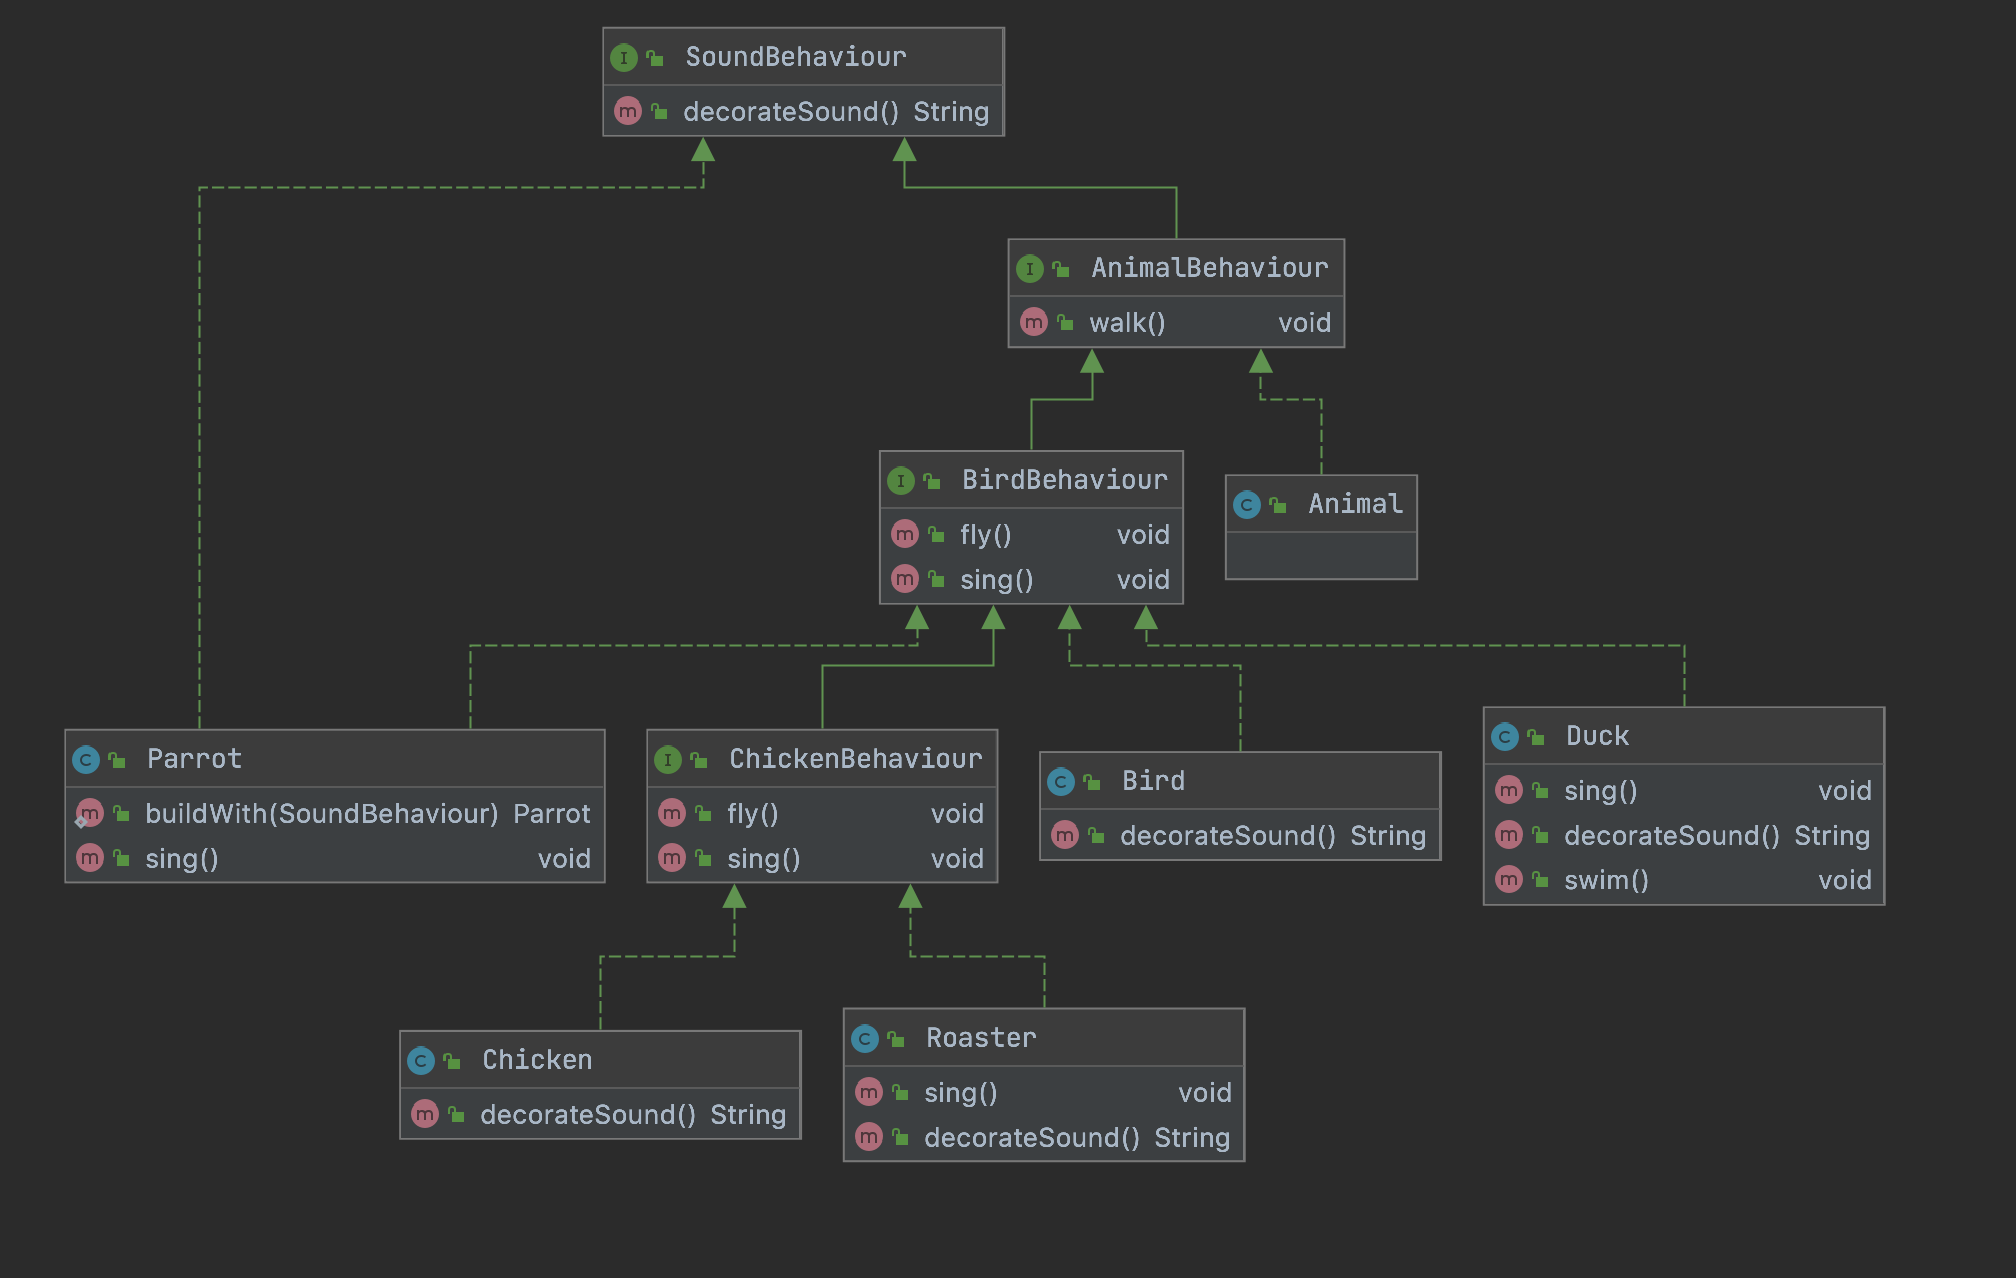 SoundBehaviour
decorateSound() String
AnimalBehaviour
walk() void
BirdBehaviour
fly() void
sing() void
Animal
Parrot
buildWith(SoundBehaviour) Parrot
sing() void
ChickenBehaviour
fly() void
sing() void
Bird
decorateSound() String
Duck
sing() void
decorateSound() String
swim() void
Chicken
decorateSound() String
Roaster
sing() void
decorateSound() String